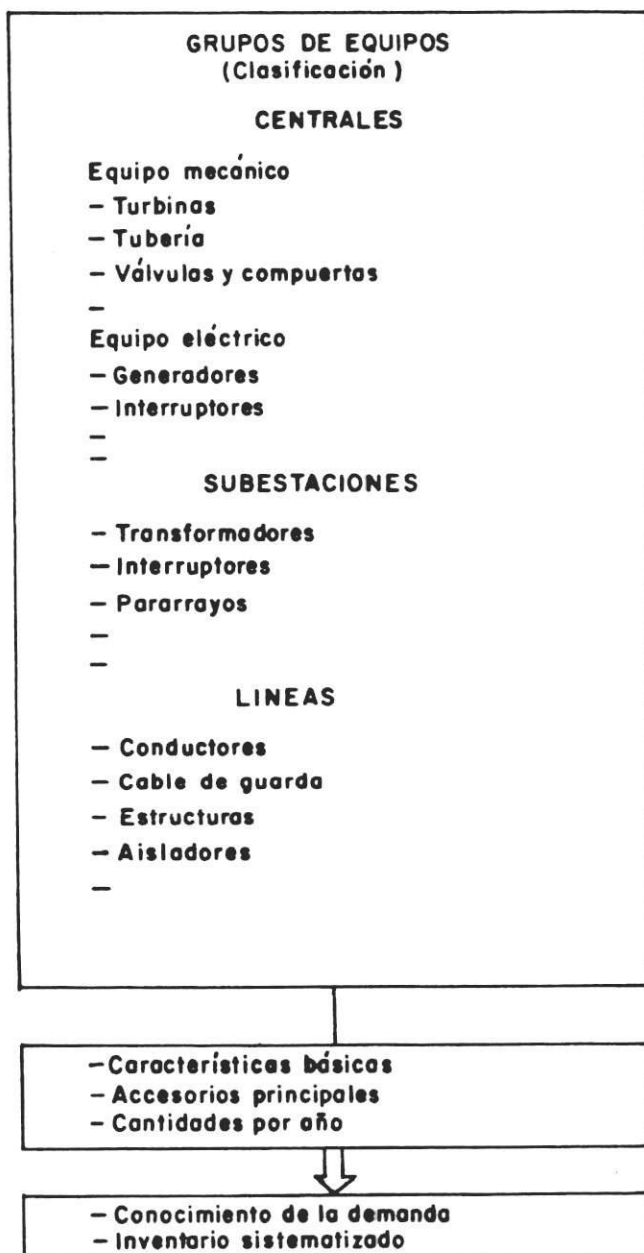 GRUPOS DE EQUIPOS
(Clasificación)
CENTRALES
Equipo mecánico
- Turbinas
- Tubería
- Válvulas y compuertas
-
Equipo eléctrico
- Generadores
- Interruptores
-
-
SUBESTACIONES
- Transformadores
- Interruptores
- Pararrayos
-
-
LINEAS
- Conductores
- Cable de guarda
- Estructuras
- Aisladores
-
- Características básicas
- Accesorios principales
- Cantidades por año
- Conocimiento de la demanda
- Inventario sistematizado